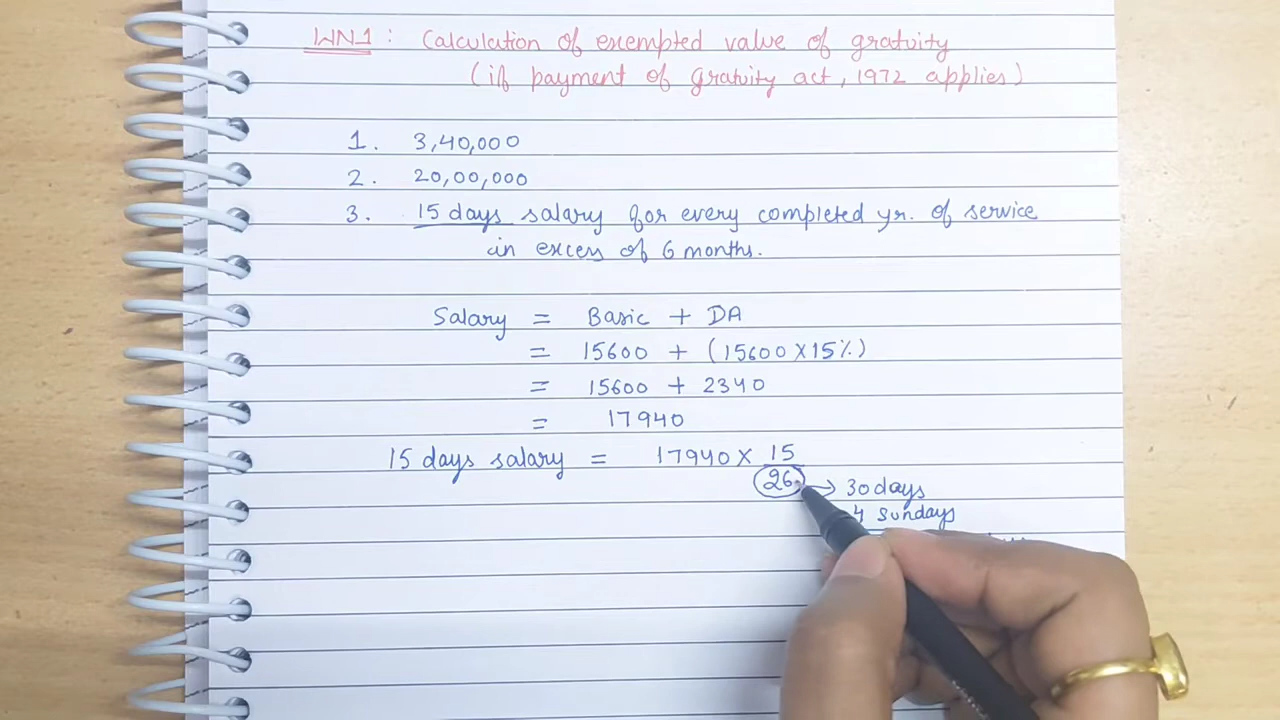 WN1 : Calculation of exempted value of gratuity
(if payment of gratuity act, 1972 applies)
1. 3,40,000
2. 20,00,000
3. 15 days salary for every completed yr. of service
in excess of 6 months.
Salary = Basic + DA
= 15600 + (15600 X 15%)
= 15600 + 2340
= 17940
15 days salary = 17940 X 15
26 → 30 days
4 sundays